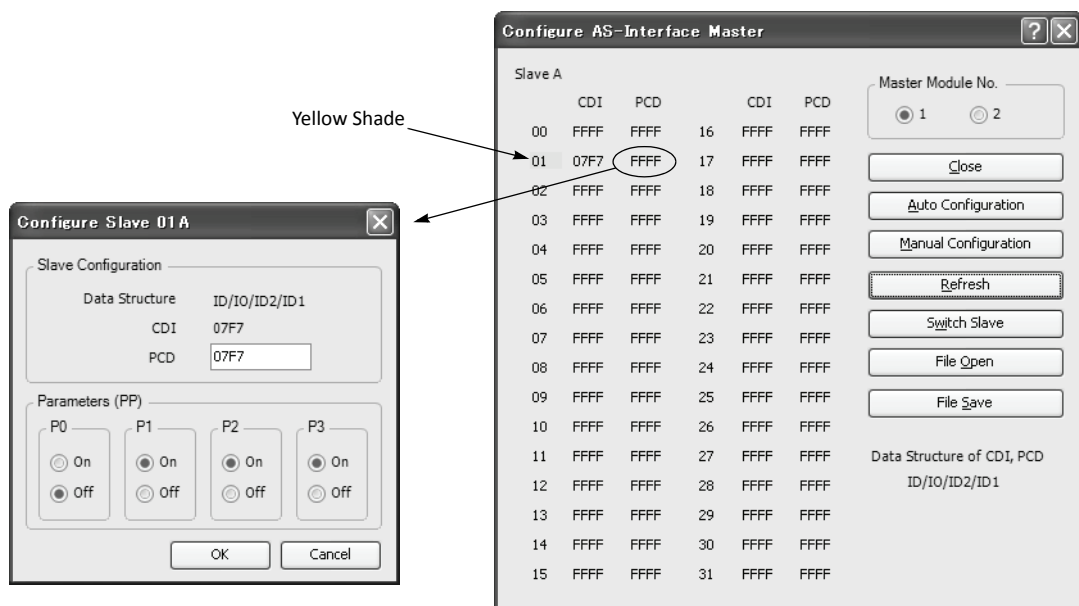 Yellow Shade
Configure Slave 01A
Slave Configuration
Data Structure ID/IO/ID2/ID1
CDI 07F7
PCD 07F7
Parameters (PP)
P0 P1 P2 P3
On On On On
Off Off Off Off
OK Cancel
Configure AS-Interface Master
Slave A
CDI PCD CDI PCD
00 FFFF FFFF 16 FFFF FFFF
01 07F7 FFFF 17 FFFF FFFF
02 FFFF FFFF 18 FFFF FFFF
03 FFFF FFFF 19 FFFF FFFF
04 FFFF FFFF 20 FFFF FFFF
05 FFFF FFFF 21 FFFF FFFF
06 FFFF FFFF 22 FFFF FFFF
07 FFFF FFFF 23 FFFF FFFF
08 FFFF FFFF 24 FFFF FFFF
09 FFFF FFFF 25 FFFF FFFF
10 FFFF FFFF 26 FFFF FFFF
11 FFFF FFFF 27 FFFF FFFF
12 FFFF FFFF 28 FFFF FFFF
13 FFFF FFFF 29 FFFF FFFF
14 FFFF FFFF 30 FFFF FFFF
15 FFFF FFFF 31 FFFF FFFF
Master Module No.
1 2
Close
Auto Configuration
Manual Configuration
Refresh
Switch Slave
File Open
File Save
Data Structure of CDI, PCD
ID/IO/ID2/ID1